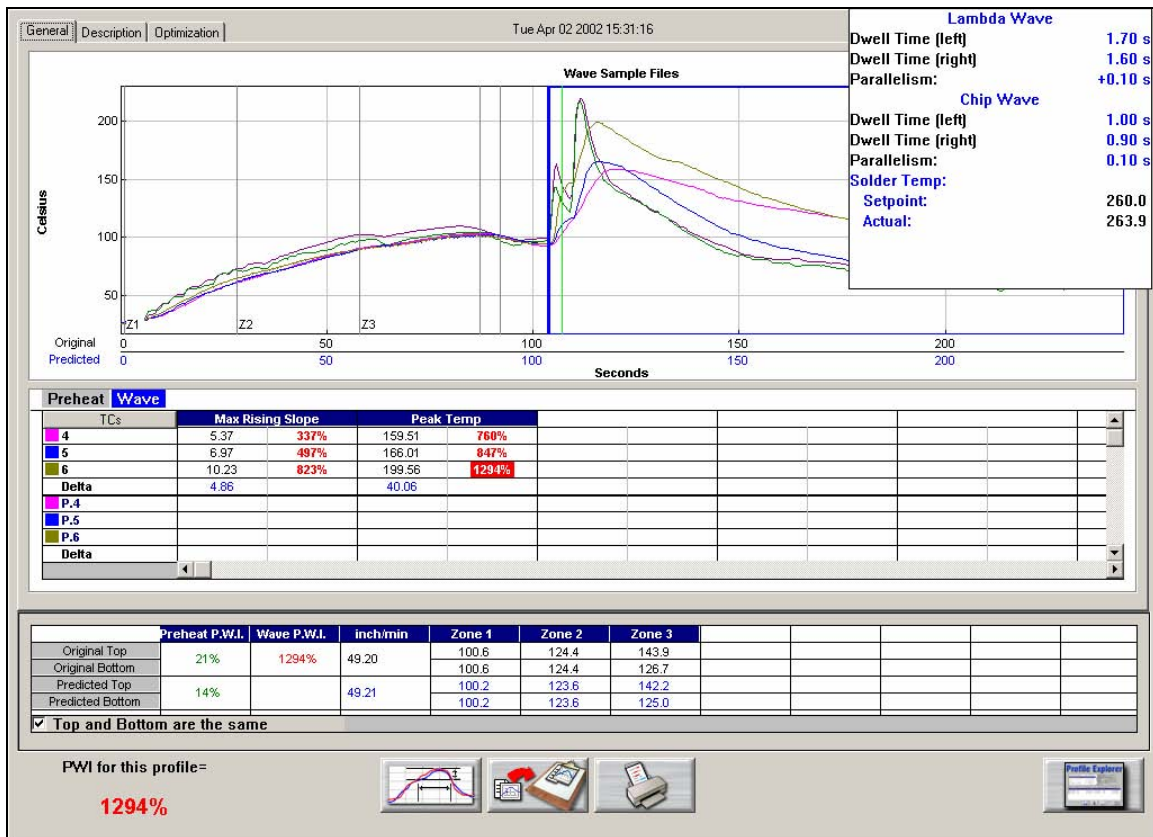 General Description Optimization Tue Apr 02 2002 15:31:16
Lambda Wave
Dwell Time (left) 1.70 s
Dwell Time (right) 1.60 s
Parallelism: +0.10 s
Chip Wave
Dwell Time (left) 1.00 s
Dwell Time (right) 0.90 s
Parallelism: 0.10 s
Solder Temp:
Setpoint: 260.0
Actual: 263.9
Wave Sample Files
Celsius
200
150
100
50
Z1 Z2 Z3
Original 0 50 100 150 200
Predicted 0 50 100 150 200
Seconds
Preheat Wave
TCs Max Rising Slope Peak Temp
4 5.37 337% 159.51 760%
5 6.97 497% 166.01 847%
6 10.23 823% 199.56 1294%
Delta 4.86 40.06
P.4
P.5
P.6
Delta
Preheat P.W.I. Wave P.W.I. inch/min Zone 1 Zone 2 Zone 3
Original Top 21% 1294% 49.20 100.6 124.4 143.9
Original Bottom 100.6 124.4 126.7
Predicted Top 14% 49.21 100.2 123.6 142.2
Predicted Bottom 100.2 123.6 125.0
Top and Bottom are the same
PWI for this profile=
1294%
Profile Explorer